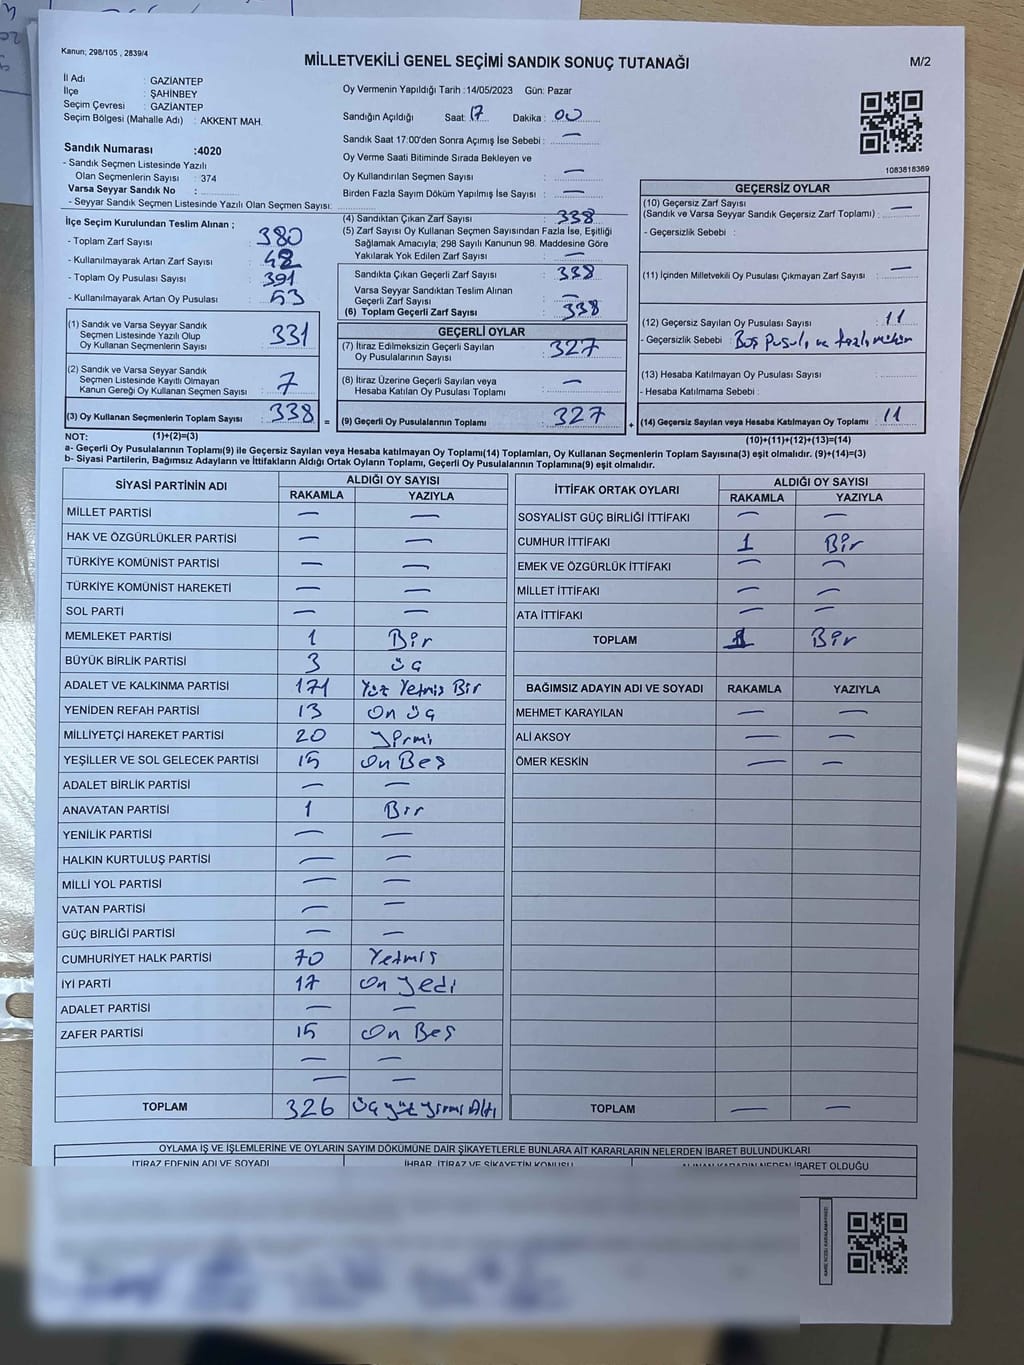 Kanun; 298/105 , 2839/4
MİLLETVEKİLİ GENEL SEÇİMİ SANDIK SONUÇ TUTANAĞI
M/2
İl Adı : GAZİANTEP
İlçe : ŞAHİNBEY
Seçim Çevresi : GAZİANTEP
Seçim Bölgesi (Mahalle Adı) : AKKENT MAH.
Sandık Numarası :4020
- Sandık Seçmen Listesinde Yazılı
Olan Seçmenlerin Sayısı : 374
Varsa Seyyar Sandık No :
- Seyyar Sandık Seçmen Listesinde Yazılı Olan Seçmen Sayısı:
Oy Vermenin Yapıldığı Tarih :14/05/2023 Gün: Pazar
Sandığın Açıldığı Saat: 17 Dakika : 00
Sandık Saat 17:00'den Sonra Açımış İse Sebebi : —
Oy Verme Saati Bitiminde Sırada Bekleyen ve
Oy Kullandırılan Seçmen Sayısı : —
Birden Fazla Sayım Döküm Yapılmış İse Sayısı : —
1083818369
İlçe Seçim Kurulundan Teslim Alınan ;
- Toplam Zarf Sayısı : 380
- Kullanılmayarak Artan Zarf Sayısı : 42
- Toplam Oy Pusulası Sayısı : 391
- Kullanılmayarak Artan Oy Pusulası : 53
(1) Sandık ve Varsa Seyyar Sandık
Seçmen Listesinde Yazılı Olup
Oy Kullanan Seçmenlerin Sayısı : 331
(2) Sandık ve Varsa Seyyar Sandık
Seçmen Listesinde Kayıtlı Olmayan
Kanun Gereği Oy Kullanan Seçmen Sayısı : 7
(3) Oy Kullanan Seçmenlerin Toplam Sayısı : 338
(4) Sandıktan Çıkan Zarf Sayısı : 338
(5) Zarf Sayısı Oy Kullanan Seçmen Sayısından Fazla İse, Eşitliği
Sağlamak Amacıyla, 298 Sayılı Kanunun 98. Maddesine Göre
Yakılarak Yok Edilen Zarf Sayısı : —
Sandıkta Çıkan Geçerli Zarf Sayısı : 338
Varsa Seyyar Sandıktan Teslim Alınan
Geçerli Zarf Sayısı : —
(6) Toplam Geçerli Zarf Sayısı : 338
GEÇERLİ OYLAR
(7) İtiraz Edilmeksizin Geçerli Sayılan
Oy Pusulalarının Sayısı : 327
(8) İtiraz Üzerine Geçerli Sayılan veya
Hesaba Katılan Oy Pusulası Toplamı : —
= (9) Geçerli Oy Pusulalarının Toplamı : 327
GEÇERSİZ OYLAR
(10) Geçersiz Zarf Sayısı
(Sandık ve Varsa Seyyar Sandık Geçersiz Zarf Toplamı) : —
- Geçersizlik Sebebi :
(11) İçinden Milletvekili Oy Pusulası Çıkmayan Zarf Sayısı : —
(12) Geçersiz Sayılan Oy Pusulası Sayısı : 11
- Geçersizlik Sebebi : Boş Pusula ve fazla mühür
(13) Hesaba Katılmayan Oy Pusulası Sayısı :
- Hesaba Katılmama Sebebi :
+ (14) Geçersiz Sayılan veya Hesaba Katılmayan Oy Toplamı : 11
NOT: (1)+(2)=(3)
(10)+(11)+(12)+(13)=(14)
a- Geçerli Oy Pusulalarının Toplamı(9) ile Geçersiz Sayılan veya Hesaba katılmayan Oy Toplamı(14) Toplamları, Oy Kullanan Seçmenlerin Toplam Sayısına(3) eşit olmalıdır. (9)+(14)=(3)
b- Siyasi Partilerin, Bağımsız Adayların ve İttifakların Aldığı Ortak Oyların Toplamı, Geçerli Oy Pusulalarının Toplamına(9) eşit olmalıdır.
SİYASİ PARTİNİN ADI ALDIĞI OY SAYISI
RAKAMLA YAZIYLA
MİLLET PARTİSİ — —
HAK VE ÖZGÜRLÜKLER PARTİSİ — —
TÜRKİYE KOMÜNİST PARTİSİ — —
TÜRKİYE KOMÜNİST HAREKETİ — —
SOL PARTİ — —
MEMLEKET PARTİSİ 1 Bir
BÜYÜK BİRLİK PARTİSİ 3 üç
ADALET VE KALKINMA PARTİSİ 171 Yüz Yetmiş Bir
YENİDEN REFAH PARTİSİ 13 On üç
MİLLİYETÇİ HAREKET PARTİSİ 20 Yirmi
YEŞİLLER VE SOL GELECEK PARTİSİ 15 On Beş
ADALET BİRLİK PARTİSİ — —
ANAVATAN PARTİSİ 1 Bir
YENİLİK PARTİSİ — —
HALKIN KURTULUŞ PARTİSİ — —
MİLLİ YOL PARTİSİ — —
VATAN PARTİSİ — —
GÜÇ BİRLİĞİ PARTİSİ — —
CUMHURİYET HALK PARTİSİ 70 Yetmiş
İYİ PARTİ 17 On Yedi
ADALET PARTİSİ — —
ZAFER PARTİSİ 15 On Beş
— —
— —
TOPLAM 326 Üç yüz yirmi Altı
İTTİFAK ORTAK OYLARI ALDIĞI OY SAYISI
RAKAMLA YAZIYLA
SOSYALİST GÜÇ BİRLİĞİ İTTİFAKI — —
CUMHUR İTTİFAKI 1 Bir
EMEK VE ÖZGÜRLÜK İTTİFAKI — —
MİLLET İTTİFAKI — —
ATA İTTİFAKI — —
TOPLAM 1 Bir
BAĞIMSIZ ADAYIN ADI VE SOYADI RAKAMLA YAZIYLA
MEHMET KARAYILAN — —
ALİ AKSOY — —
ÖMER KESKİN — —
TOPLAM — —
OYLAMA İŞ VE İŞLEMLERİNE VE OYLARIN SAYIM DÖKÜMÜNE DAİR ŞİKAYETLERLE BUNLARA AİT KARARLARIN NELERDEN İBARET BULUNDUKLARI
İTİRAZ EDENİN ADI VE SOYADI İHBAR, İTİRAZ VE ŞİKAYETİN KONUSU ALINAN KARARIN NEDEN İBARET OLDUĞU